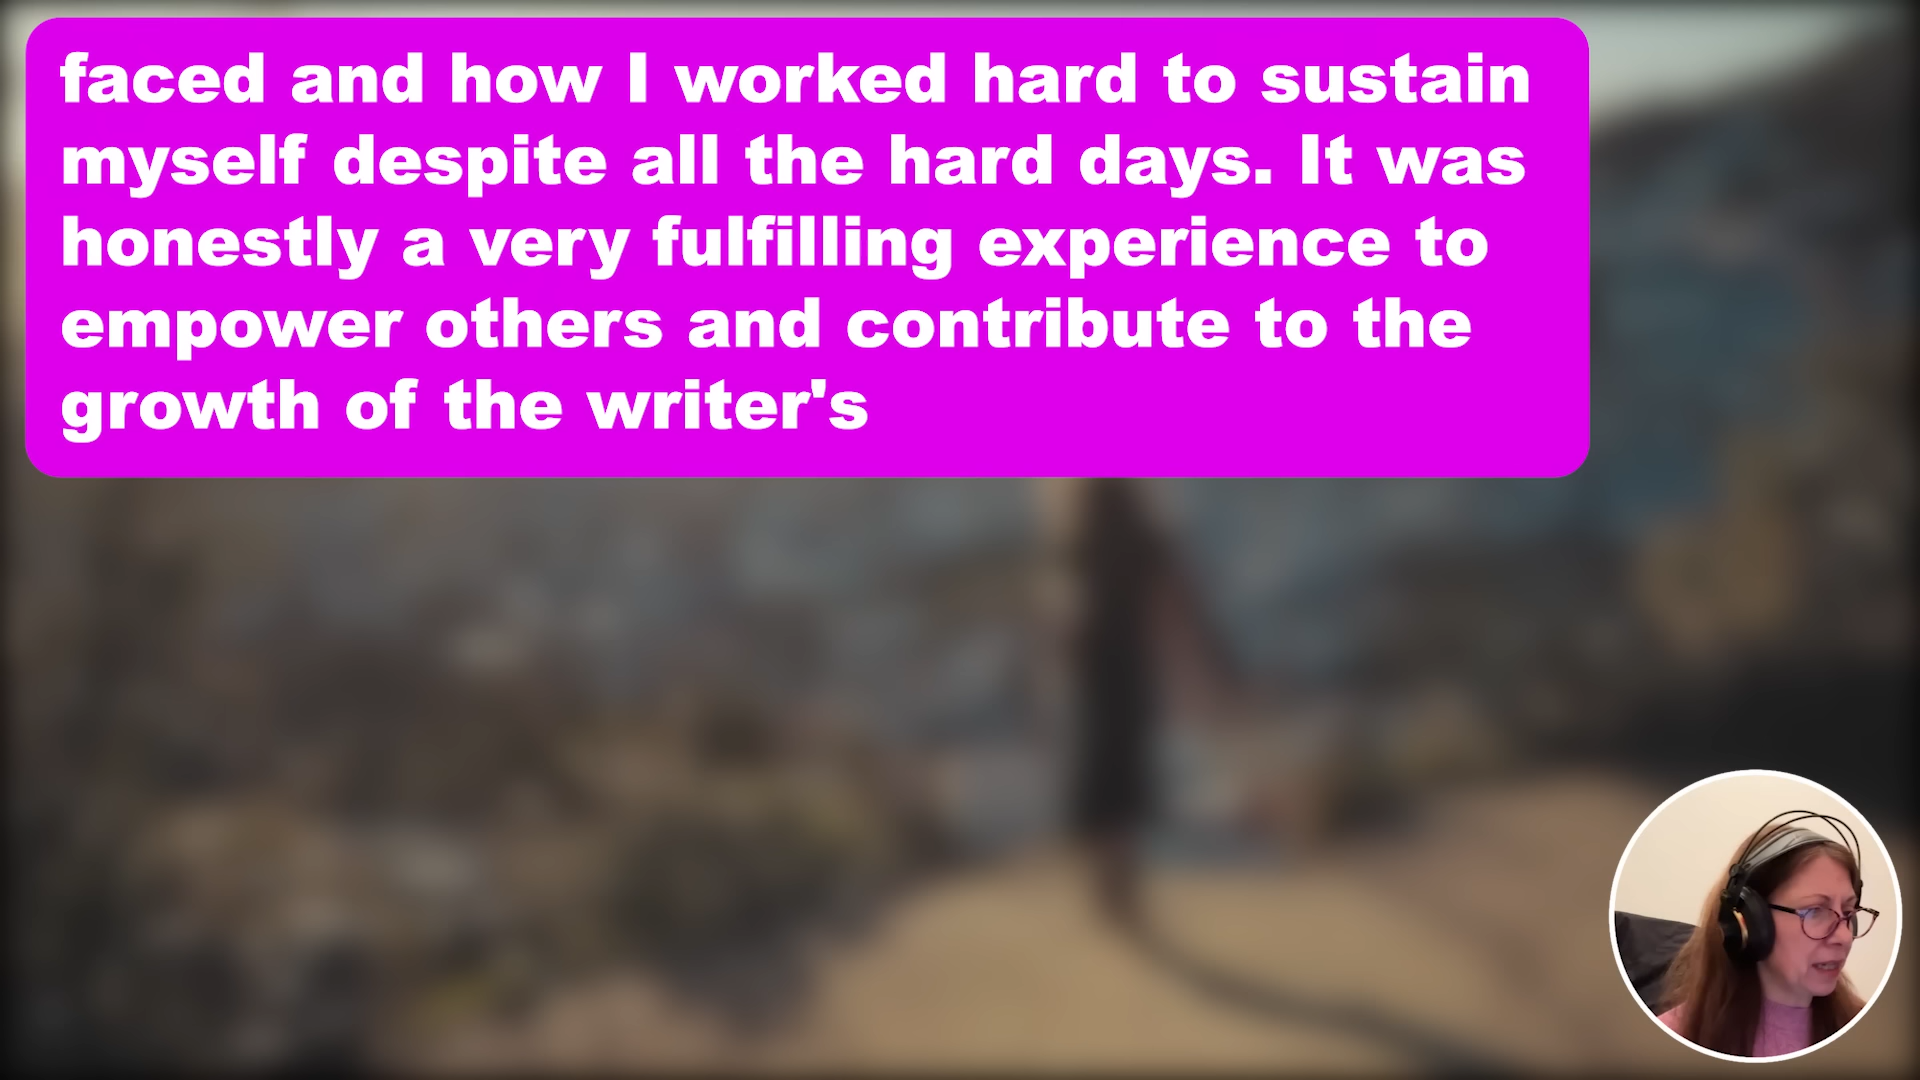 faced and how I worked hard to sustain
myself despite all the hard days. It was
honestly a very fulfilling experience to
empower others and contribute to the
growth of the writer's